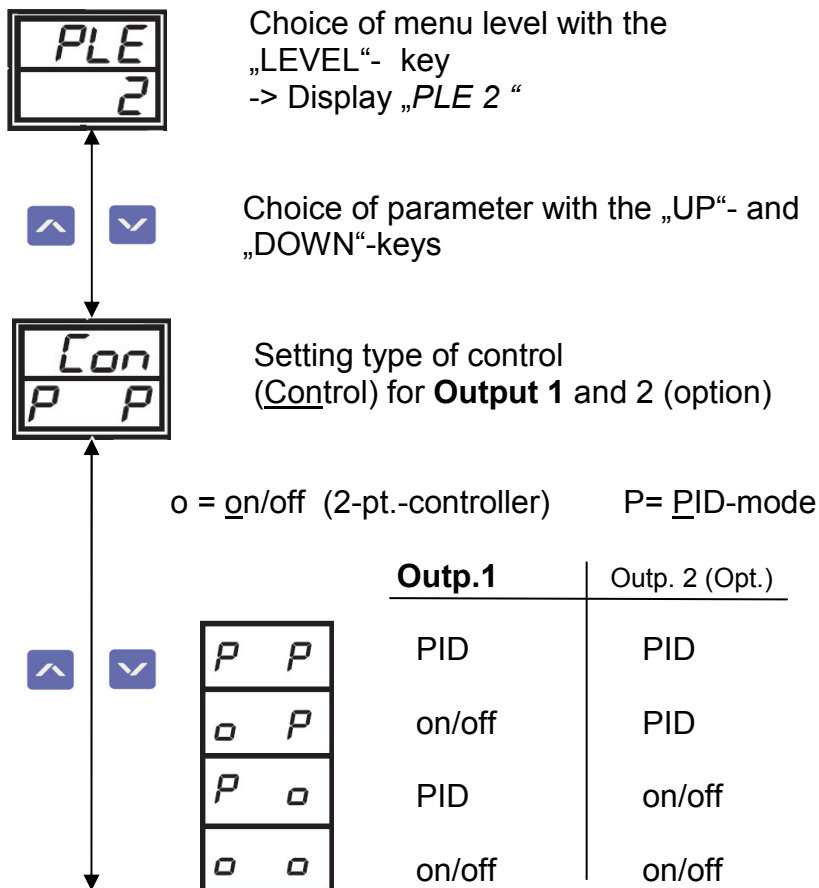 PLE
2
Choice of menu level with the
„LEVEL“- key
-> Display „PLE 2 “
Choice of parameter with the „UP“- and
„DOWN“-keys
Con
P P
Setting type of control
(Control) for Output 1 and 2 (option)
o = on/off (2-pt.-controller) P= PID-mode
Outp.1 Outp. 2 (Opt.)
P P PID PID
o P on/off PID
P o PID on/off
o o on/off on/off